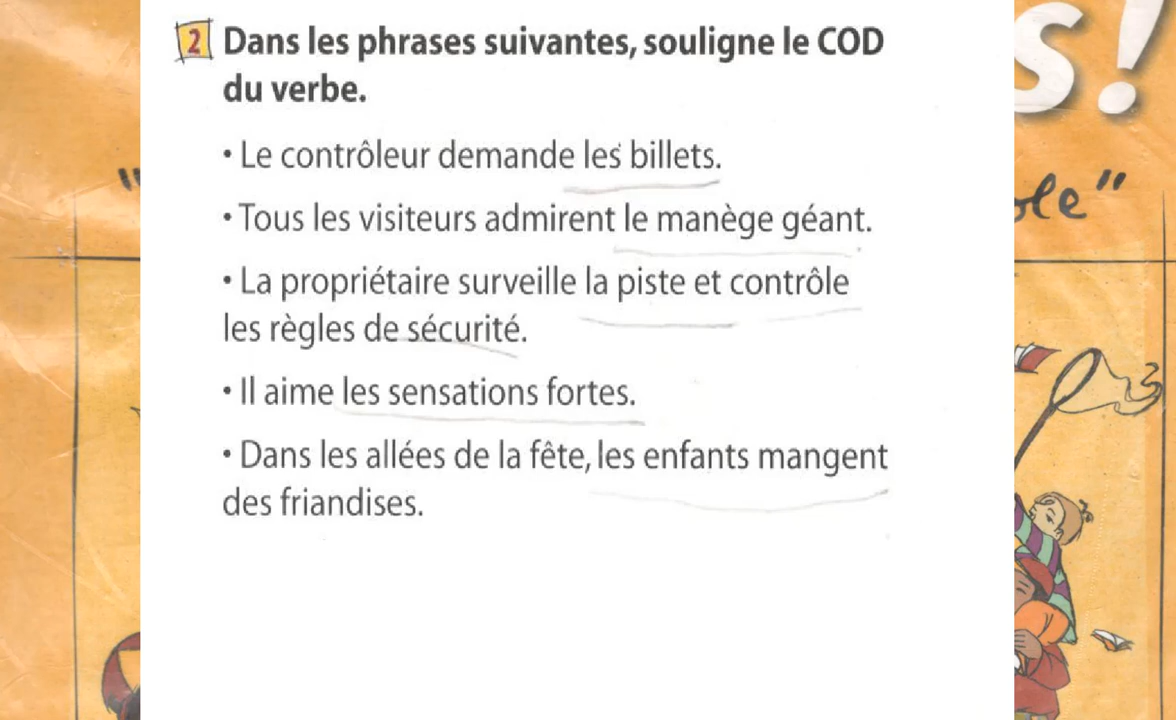 s!
2 Dans les phrases suivantes, souligne le COD
du verbe.
• Le contrôleur demande les billets.
"
• Tous les visiteurs admirent le manège géant.
• La propriétaire surveille la piste et contrôle
les règles de sécurité.
• Il aime les sensations fortes.
• Dans les allées de la fête, les enfants mangent
des friandises.